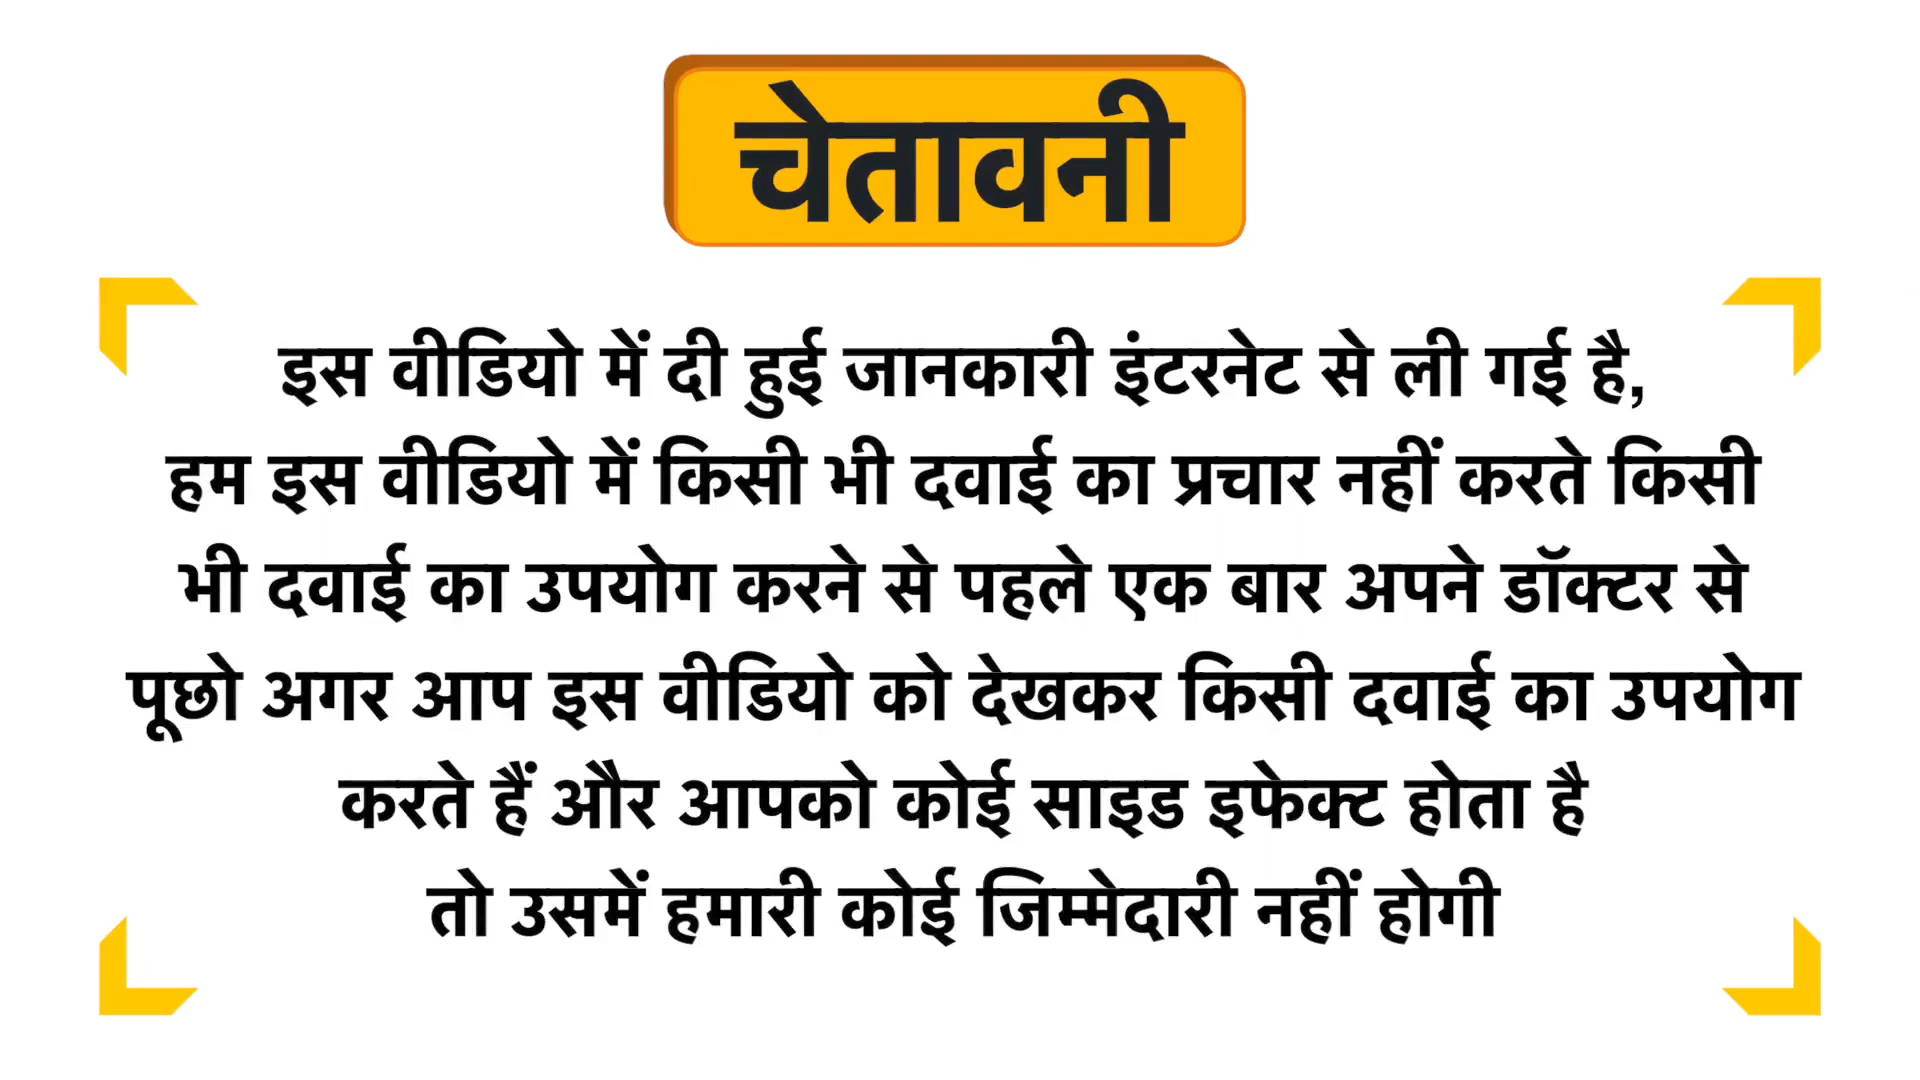 चेतावनी
इस वीडियो में दी हुई जानकारी इंटरनेट से ली गई है,
हम इस वीडियो में किसी भी दवाई का प्रचार नहीं करते किसी
भी दवाई का उपयोग करने से पहले एक बार अपने डॉक्टर से
पूछो अगर आप इस वीडियो को देखकर किसी दवाई का उपयोग
करते हैं और आपको कोई साइड इफेक्ट होता है
तो उसमें हमारी कोई जिम्मेदारी नहीं होगी